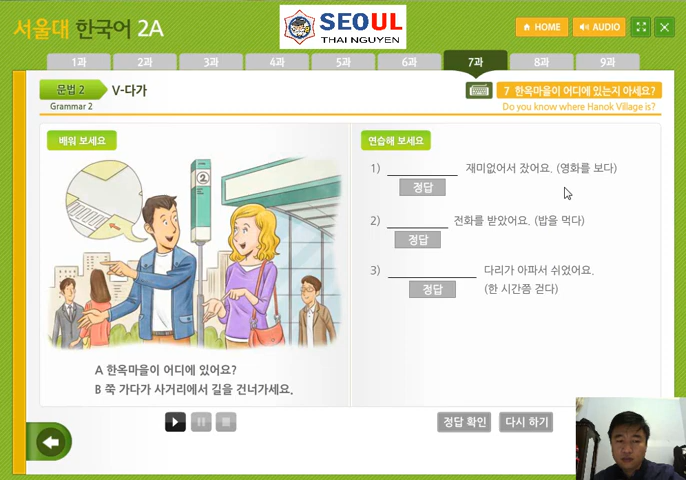 서울대 한국어 2A
SEOUL
THAI NGUYEN
HOME
AUDIO
1과 2과 3과 4과 5과 6과 7과 8과 9과
문법 2
V-다가
Grammar 2
7 한옥마을이 어디에 있는지 아세요?
Do you know where Hanok Village is?
배워 보세요
2
A 한옥마을이 어디에 있어요?
B 쭉 가다가 사거리에서 길을 건너가세요.
연습해 보세요
1) ____________ 재미없어서 잤어요. (영화를 보다)
정답
2) ____________ 전화를 받았어요. (밥을 먹다)
정답
3) ____________ 다리가 아파서 쉬었어요.
(한 시간쯤 걷다)
정답
정답 확인
다시 하기